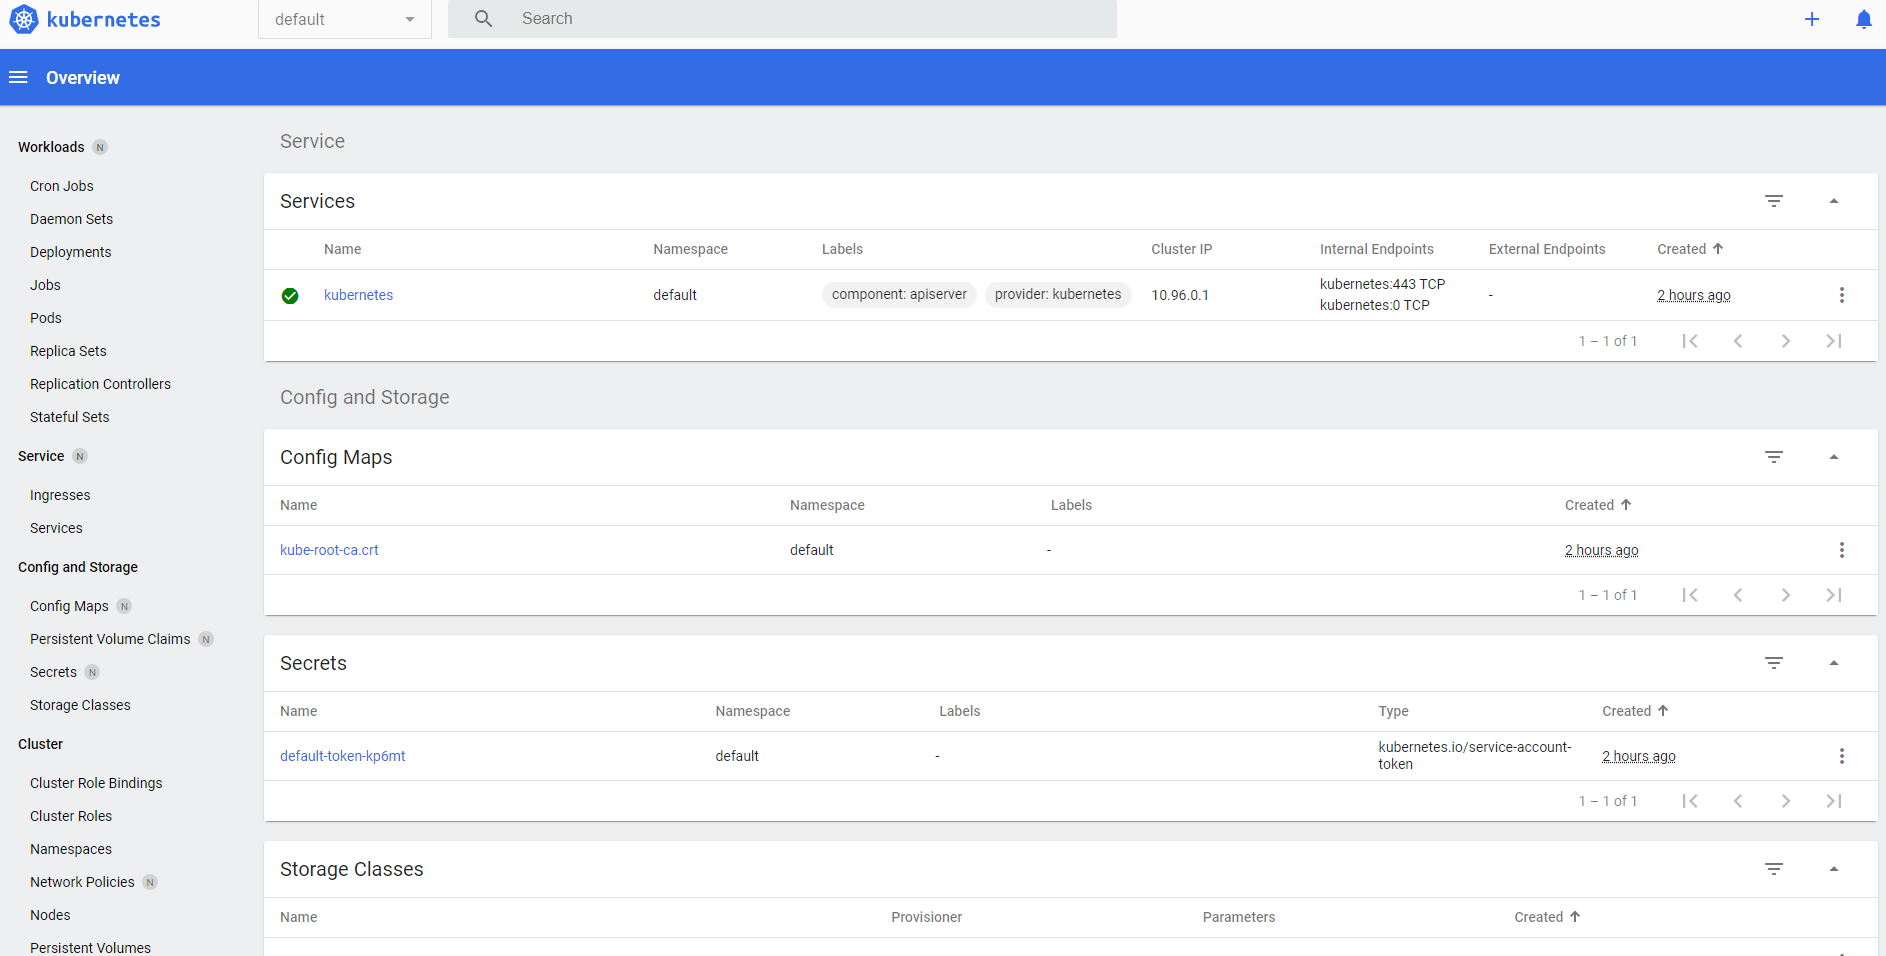 kubernetes default Search
Overview
Workloads N
Cron Jobs
Daemon Sets
Deployments
Jobs
Pods
Replica Sets
Replication Controllers
Stateful Sets
Service N
Ingresses
Services
Config and Storage
Config Maps N
Persistent Volume Claims N
Secrets N
Storage Classes
Cluster
Cluster Role Bindings
Cluster Roles
Namespaces
Network Policies N
Nodes
Persistent Volumes
Service
Services
Name Namespace Labels Cluster IP Internal Endpoints External Endpoints Created
kubernetes default component: apiserver provider: kubernetes 10.96.0.1 kubernetes:443 TCP - 2 hours ago
kubernetes:0 TCP
1 – 1 of 1
Config and Storage
Config Maps
Name Namespace Labels Created
kube-root-ca.crt default - 2 hours ago
1 – 1 of 1
Secrets
Name Namespace Labels Type Created
default-token-kp6mt default - kubernetes.io/service-account- 2 hours ago
token
1 – 1 of 1
Storage Classes
Name Provisioner Parameters Created